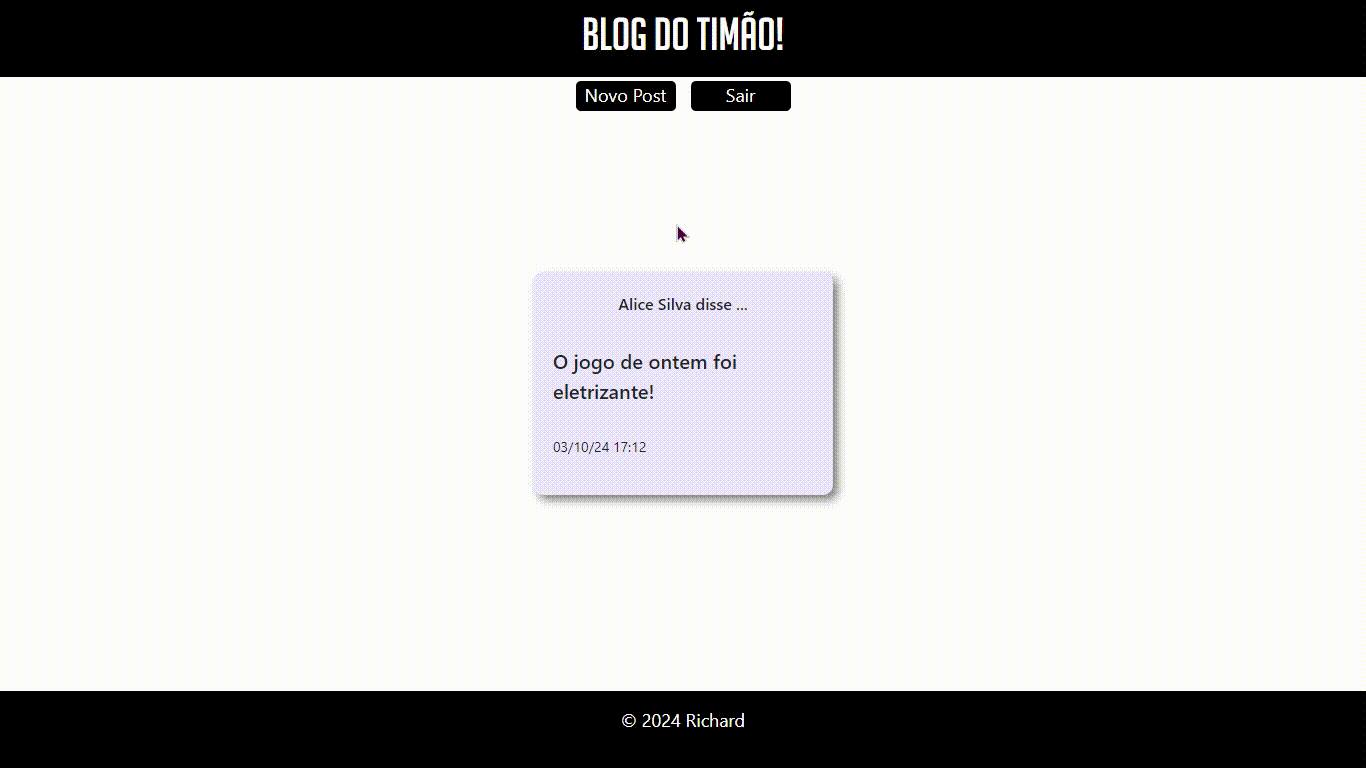 BLOG DO TIMÃO!
Novo Post
Sair
Alice Silva disse ...
O jogo de ontem foi
eletrizante!
03/10/24 17:12
© 2024 Richard